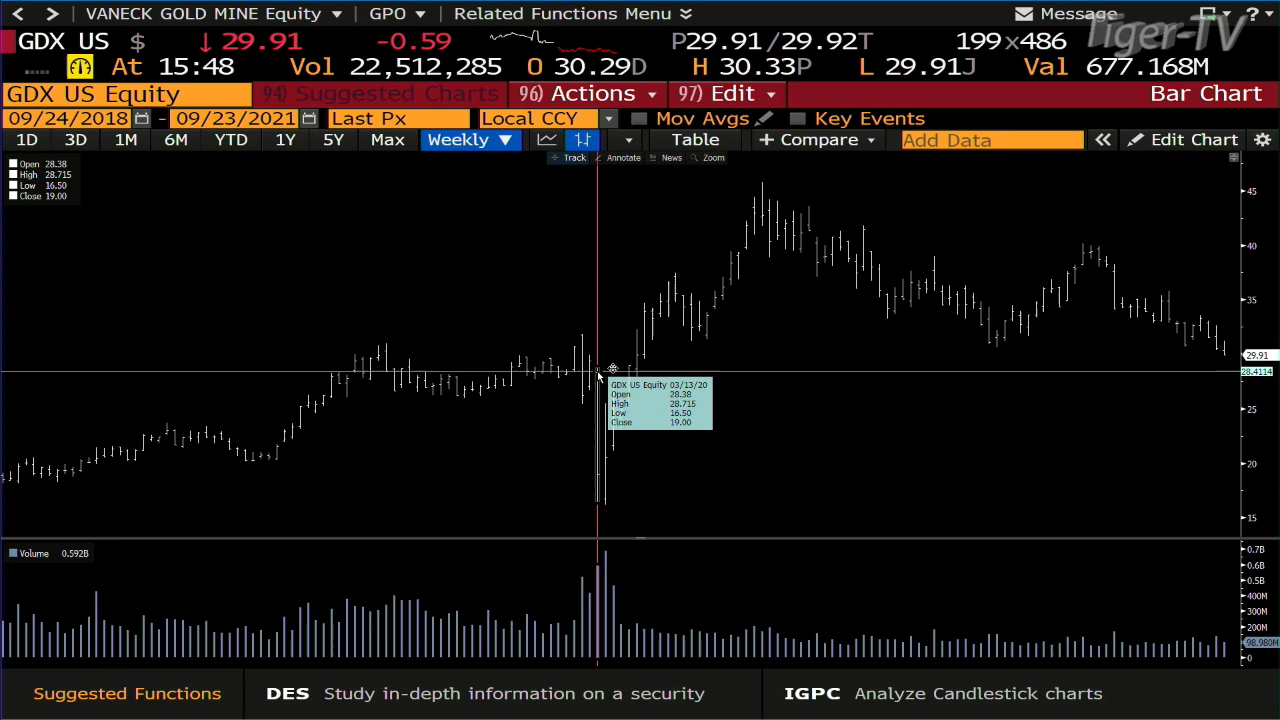 VANECK GOLD MINE Equity GPO Related Functions Menu Message ?
Tiger-TV
GDX US $ ↓ 29.91 -0.59 P29.91/29.92T 199x486
At 15:48 Vol 22,512,285 O 30.29D H 30.33P L 29.91J Val 677.168M
GDX US Equity 94) Suggested Charts 96) Actions 97) Edit Bar Chart
09/24/2018 - 09/23/2021 Last Px Local CCY Mov Avgs Key Events
1D 3D 1M 6M YTD 1Y 5Y Max Weekly Table + Compare Add Data Edit Chart
Track Annotate News Zoom
Open 28.38
High 28.715
Low 16.50
Close 19.00
45
40
35
29.91
28.4114
25
20
15
GDX US Equity 03/13/20
Open 28.38
High 28.715
Low 16.50
Close 19.00
Volume 0.592B
0.7B
0.6B
0.5B
400M
300M
200M
98.980M
0
Suggested Functions DES Study in-depth information on a security IGPC Analyze Candlestick charts